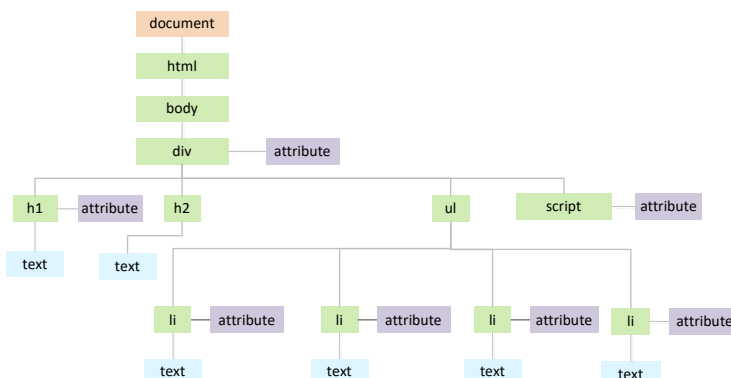 document
html
body
div attribute
h1 attribute h2 ul script attribute
text text
li attribute li attribute li attribute li attribute
text text text text